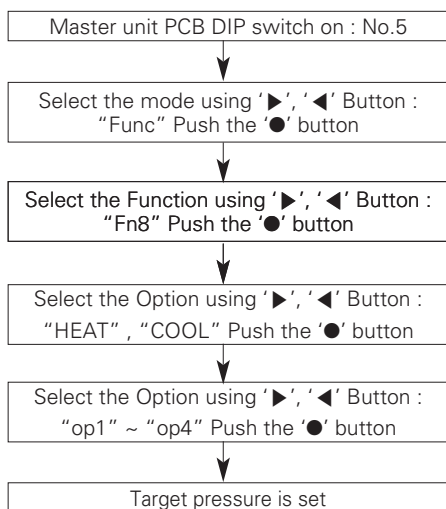 Master unit PCB DIP switch on : No.5
Select the mode using ‘▶’, ‘◀’ Button :
“Func” Push the ‘●’ button
Select the Function using ‘▶’, ‘◀’ Button :
“Fn8” Push the ‘●’ button
Select the Option using ‘▶’, ‘◀’ Button :
“HEAT” , “COOL” Push the ‘●’ button
Select the Option using ‘▶’, ‘◀’ Button :
“op1” ~ “op4” Push the ‘●’ button
Target pressure is set